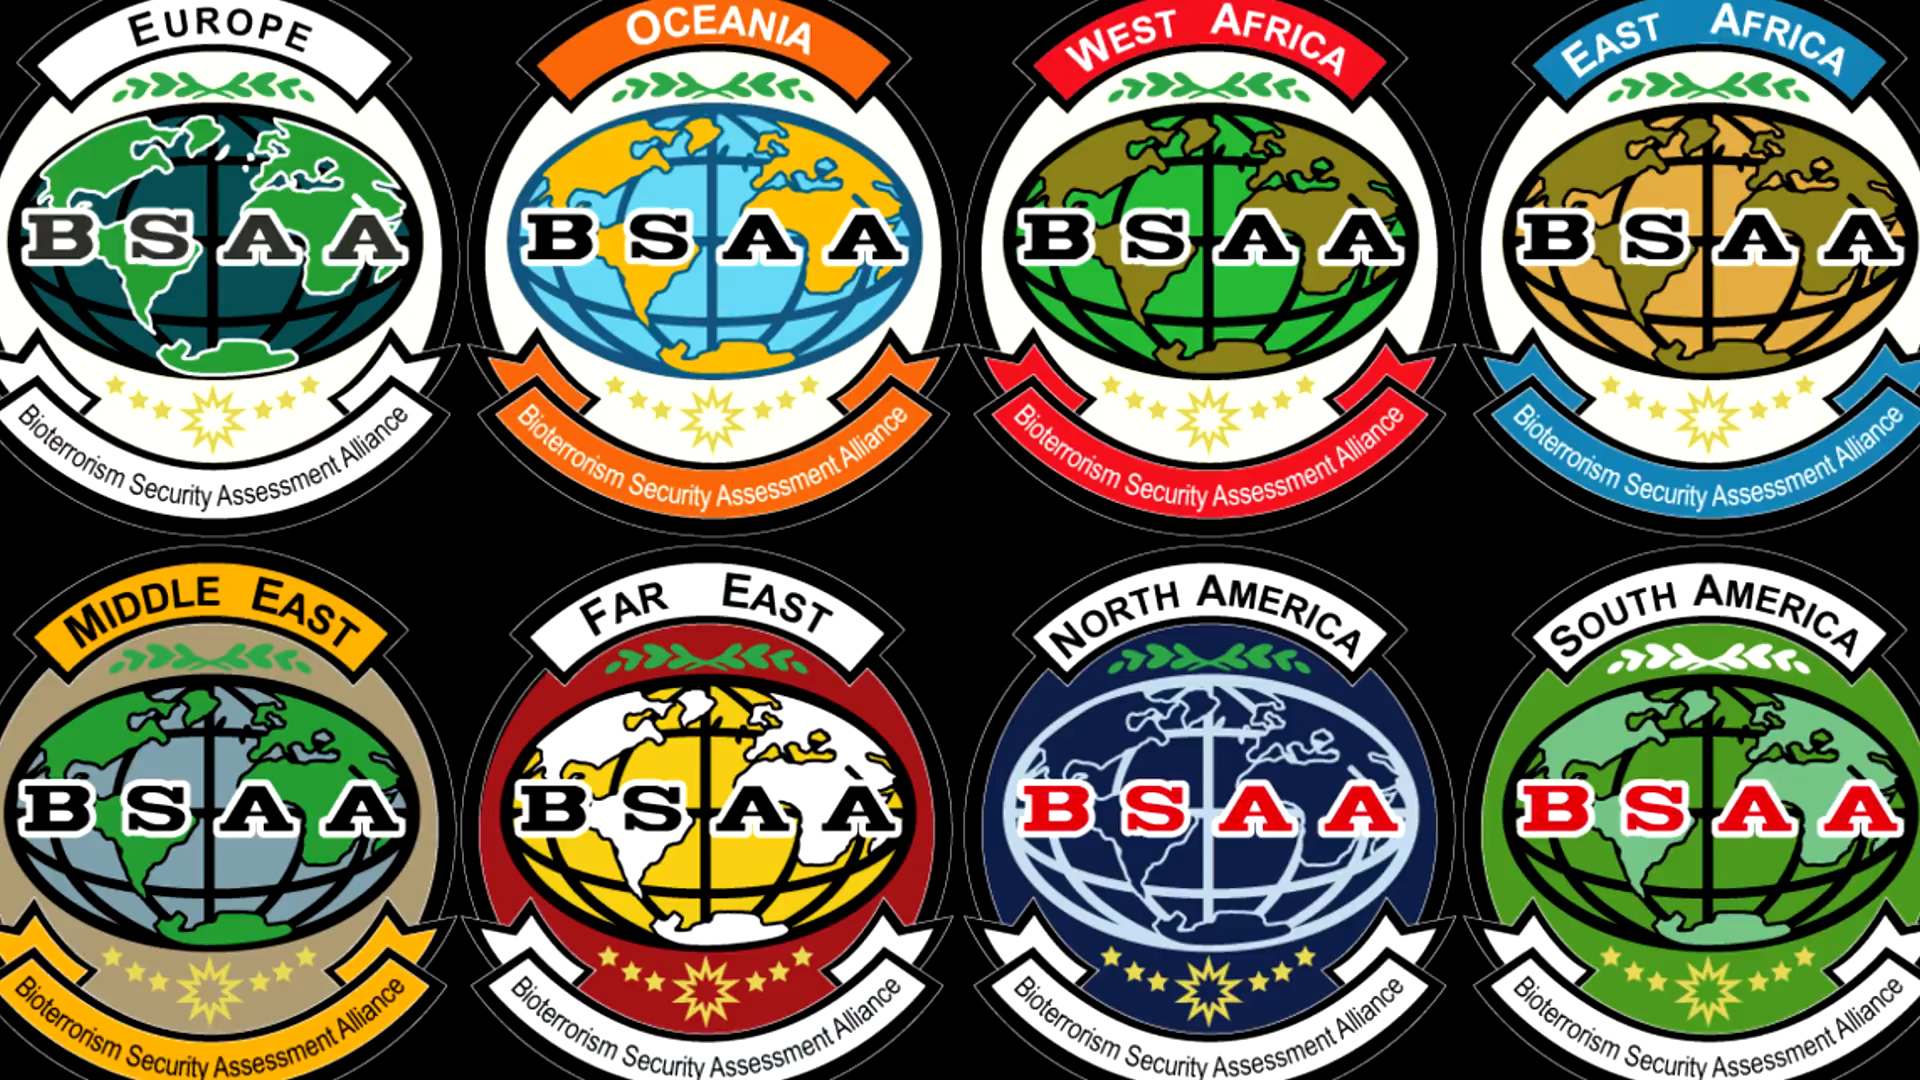 EUROPE
BSAA
Bioterrorism Security Assessment Alliance
OCEANIA
BSAA
Bioterrorism Security Assessment Alliance
WEST AFRICA
BSAA
Bioterrorism Security Assessment Alliance
EAST AFRICA
BSAA
Bioterrorism Security Assessment Alliance
MIDDLE EAST
BSAA
Bioterrorism Security Assessment Alliance
FAR EAST
BSAA
Bioterrorism Security Assessment Alliance
NORTH AMERICA
BSAA
Bioterrorism Security Assessment Alliance
SOUTH AMERICA
BSAA
Bioterrorism Security Assessment Alliance